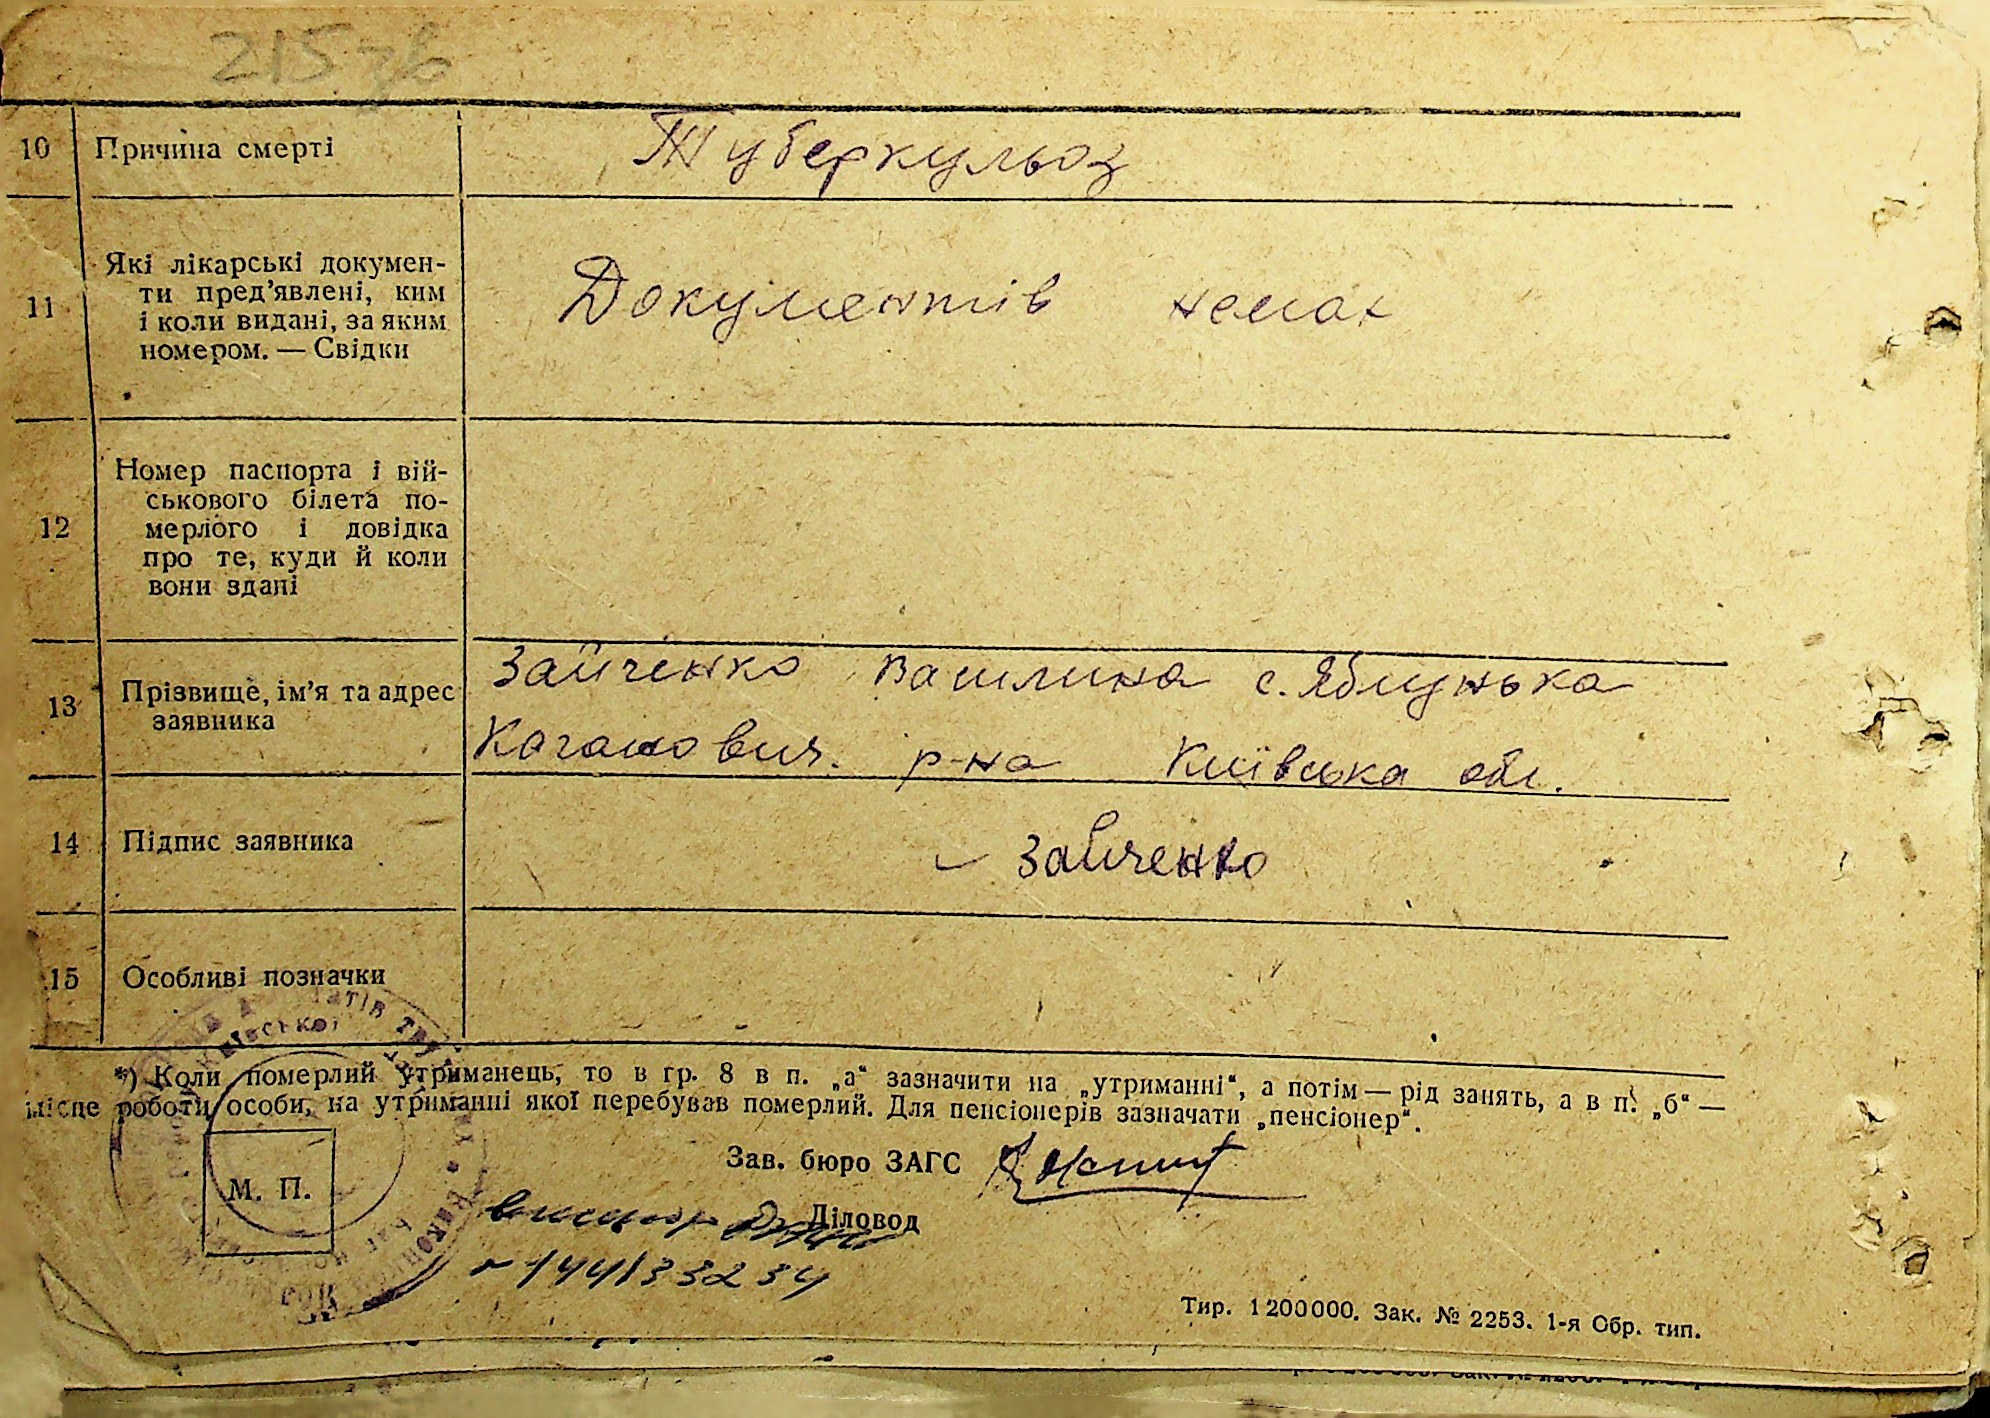 215 зв
10 Причина смерті Туберкульоз
11 Які лікарські докумен-
ти пред’явлені, ким
і коли видані, за яким
номером. — Свідки
Документів немає
12 Номер паспорта і вій-
ськового білета по-
мерлого і довідка
про те, куди й коли
вони здані
13 Прізвище, ім’я та адрес
заявника
Зайченко Василина с. Яблунька
Каганович. р-на Київська обл.
14 Підпис заявника Зайченко
15 Особливі позначки
*) Коли померлий утриманець, то в гр. 8 в п. „а“ зазначити на „утриманні“, а потім — рід занять, а в п. „б“ —
місце роботи особи, на утриманні якої перебував померлий. Для пенсіонерів зазначати „пенсіонер“.
Зав. бюро ЗАГС
М. П.
Діловод
Київської
Тир. 1200000. Зак. № 2253. 1-я Обр. тип.